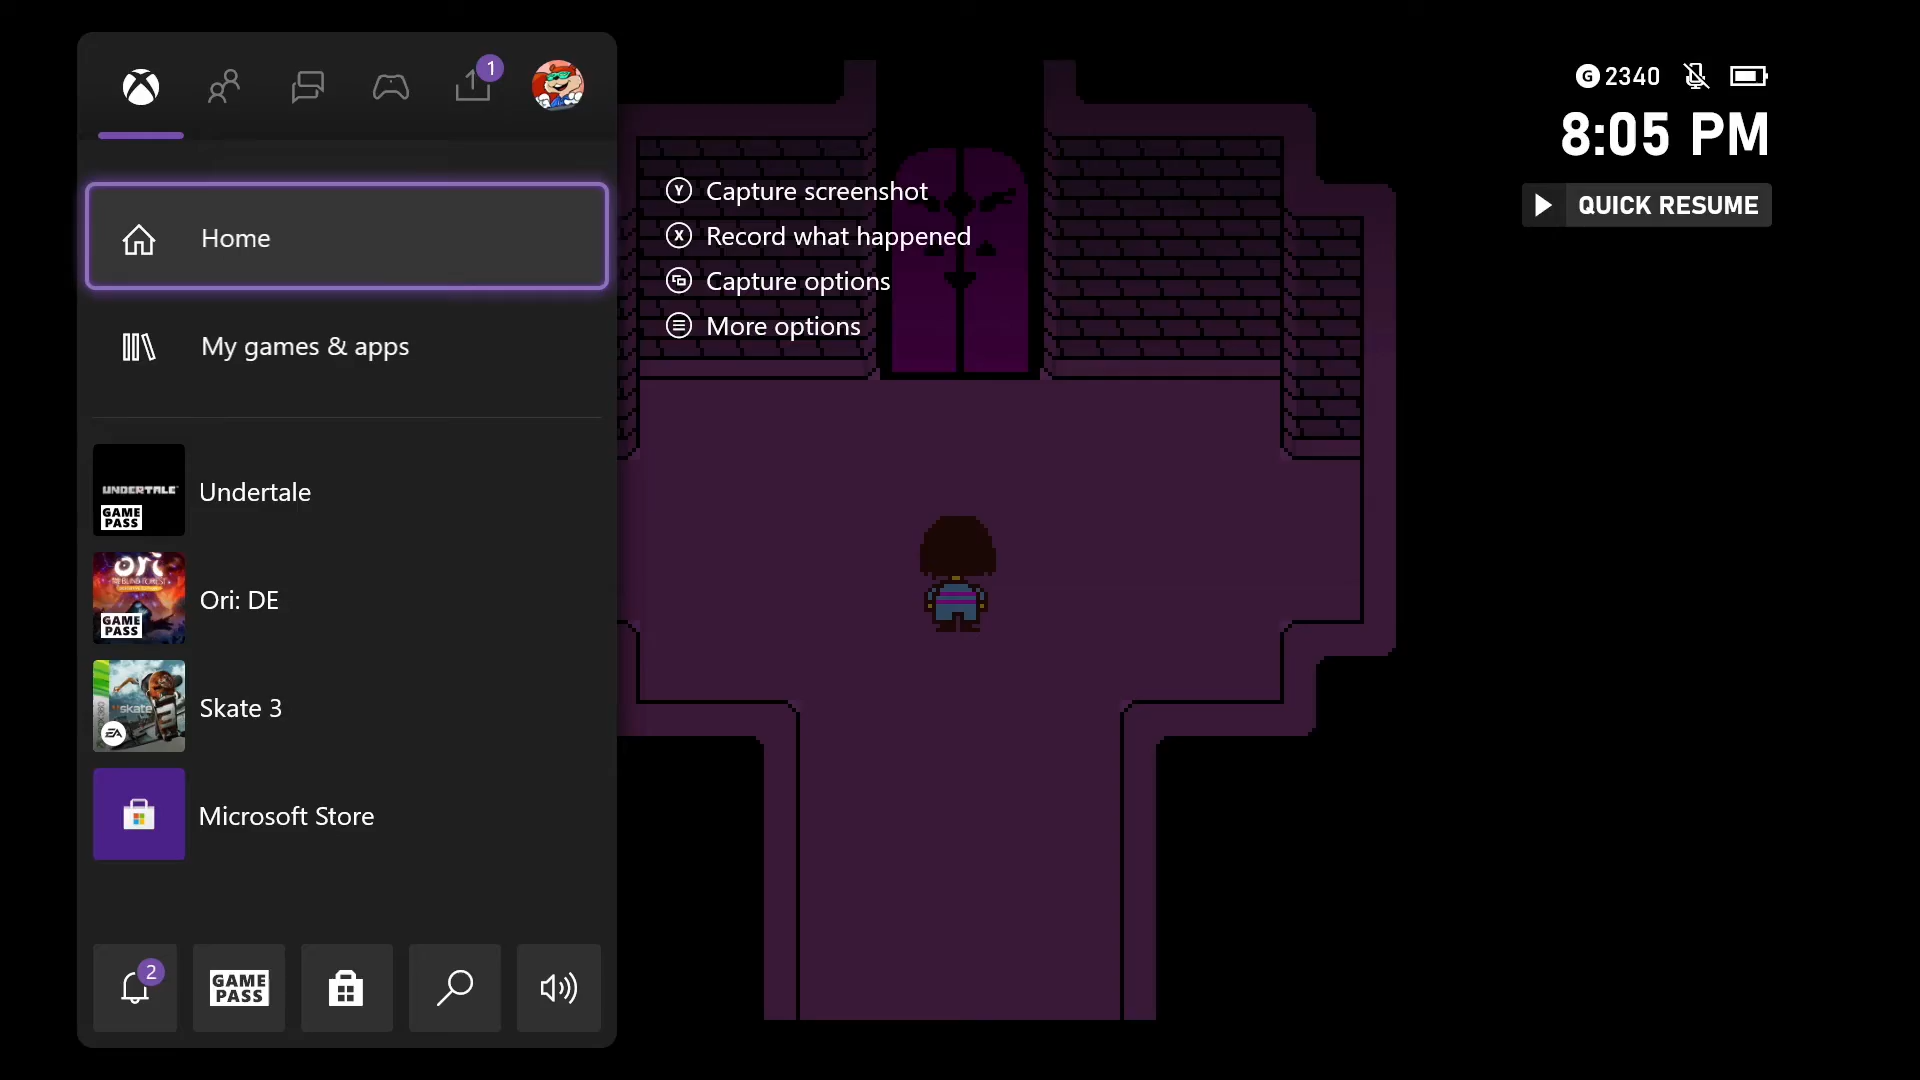 1
G 2340
8:05 PM
QUICK RESUME
Home
My games & apps
Y Capture screenshot
X Record what happened
Capture options
More options
UNDERTALE
GAME
PASS
Undertale
ori
GAME
PASS
Ori: DE
skate
EA
Skate 3
Microsoft Store
2
GAME
PASS